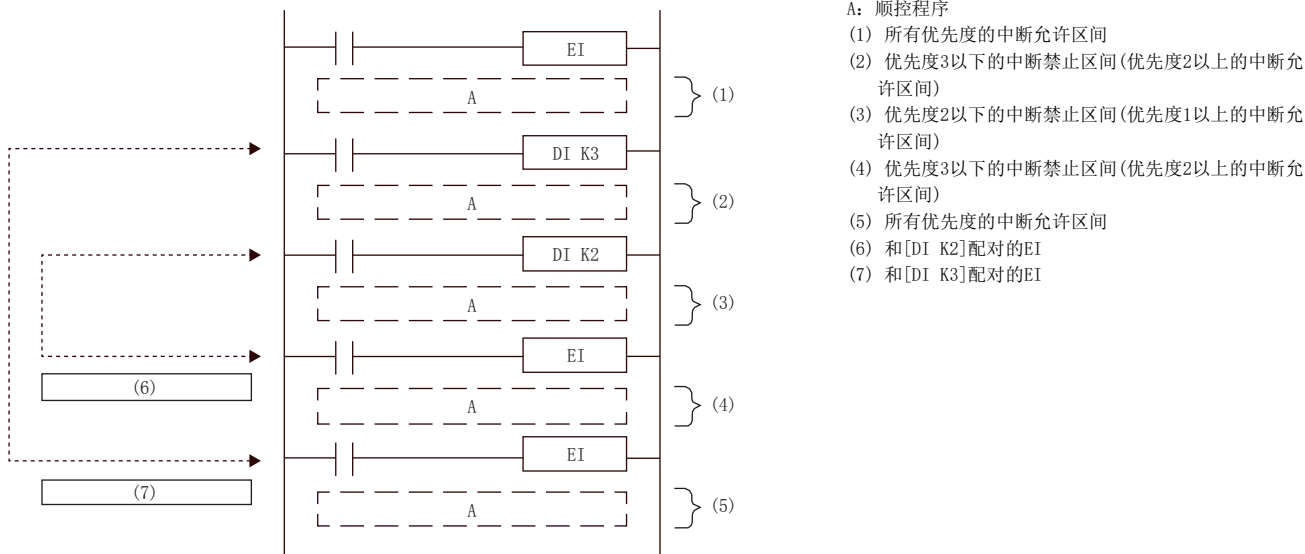 EI
A
(1)
DI K3
A
(2)
DI K2
A
(3)
EI
(6)
A
(4)
EI
(7)
A
(5)
A: 顺控程序
(1) 所有优先度的中断允许区间
(2) 优先度3以下的中断禁止区间(优先度2以上的中断允
许区间)
(3) 优先度2以下的中断禁止区间(优先度1以上的中断允
许区间)
(4) 优先度3以下的中断禁止区间(优先度2以上的中断允
许区间)
(5) 所有优先度的中断允许区间
(6) 和[DI K2]配对的EI
(7) 和[DI K3]配对的EI